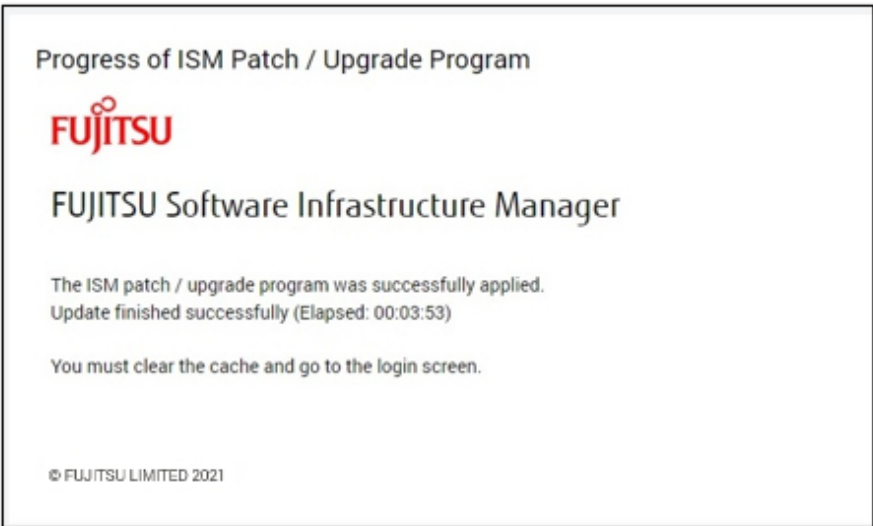 Progress of ISM Patch / Upgrade Program
FUJITSU
FUJITSU Software Infrastructure Manager
The ISM patch / upgrade program was successfully applied.
Update finished successfully (Elapsed: 00:03:53)
You must clear the cache and go to the login screen.
© FUJITSU LIMITED 2021